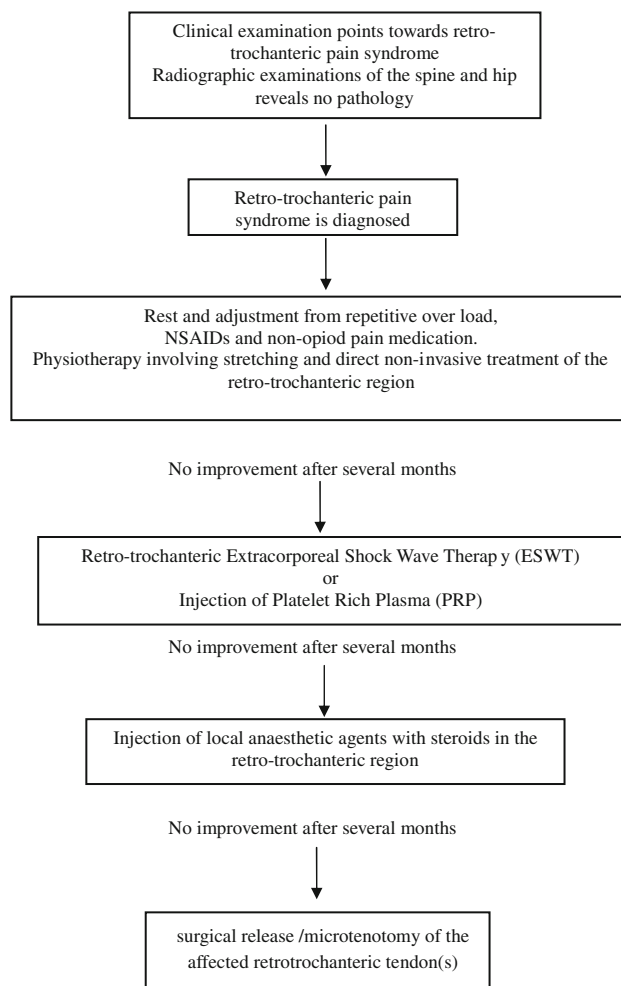 Clinical examination points towards retro-
trochanteric pain syndrome
Radiographic examinations of the spine and hip
reveals no pathology
Retro-trochanteric pain
syndrome is diagnosed
Rest and adjustment from repetitive over load,
NSAIDs and non-opiod pain medication.
Physiotherapy involving stretching and direct non-invasive treatment of the
retro-trochanteric region
No improvement after several months
Retro-trochanteric Extracorporeal Shock Wave Therap y (ESWT)
or
Injection of Platelet Rich Plasma (PRP)
No improvement after several months
Injection of local anaesthetic agents with steroids in the
retro-trochanteric region
No improvement after several months
surgical release /microtenotomy of the
affected retrotrochanteric tendon(s)